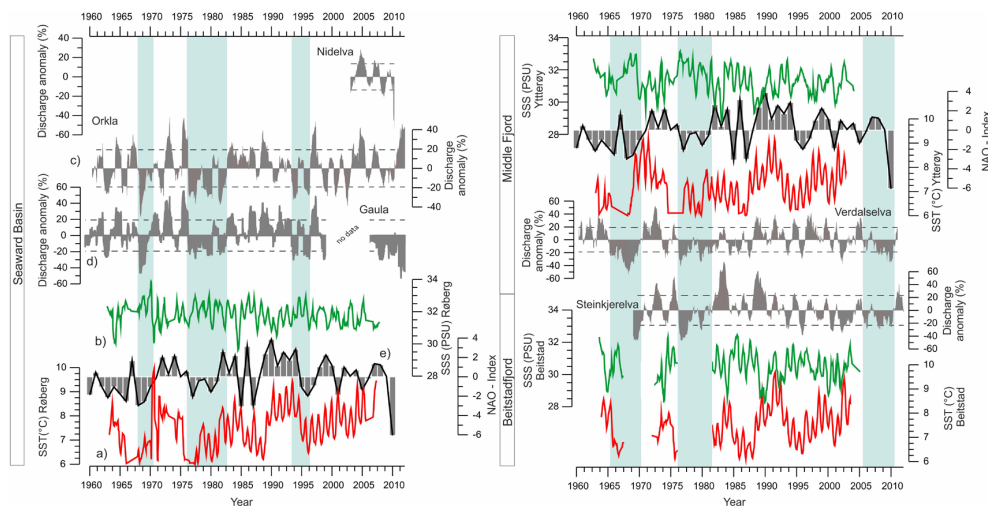 1960 1965 1970 1975 1980 1985 1990 1995 2000 2005 2010
Seaward Basin
Discharge anomaly (%)
40
20
0
-20
-40
-60
Nidelva
Orkla
c)
40
20
0
-20
-40
Discharge anomaly (%)
Discharge anomaly (%)
60
40
20
0
-20
-40
-60
Gaula
no data
d)
34
32
30
28
SSS (PSU) Røberg
b)
e)
4
2
0
-2
-4
-6
NAO - Index
SST(°C) Røberg
10
9
8
7
6
a)
1960 1965 1970 1975 1980 1985 1990 1995 2000 2005 2010
Year
1960 1965 1970 1975 1980 1985 1990 1995 2000 2005 2010
Middle Fjord
SSS (PSU)
Ytterøy
34
32
30
28
4
2
0
-2
-4
-6
NAO - Index
10
9
8
7
6
SST (°C) Ytterøy
Discharge
anomaly (%)
60
40
20
0
-20
-40
-60
Verdalselva
Beitstadfjord
Steinkjerelva
60
40
20
0
-20
-40
-60
Discharge
anomaly (%)
SSS (PSU)
Beitstad
34
32
30
28
10
9
8
7
6
SST (°C)
Beitstad
1960 1965 1970 1975 1980 1985 1990 1995 2000 2005 2010
Year